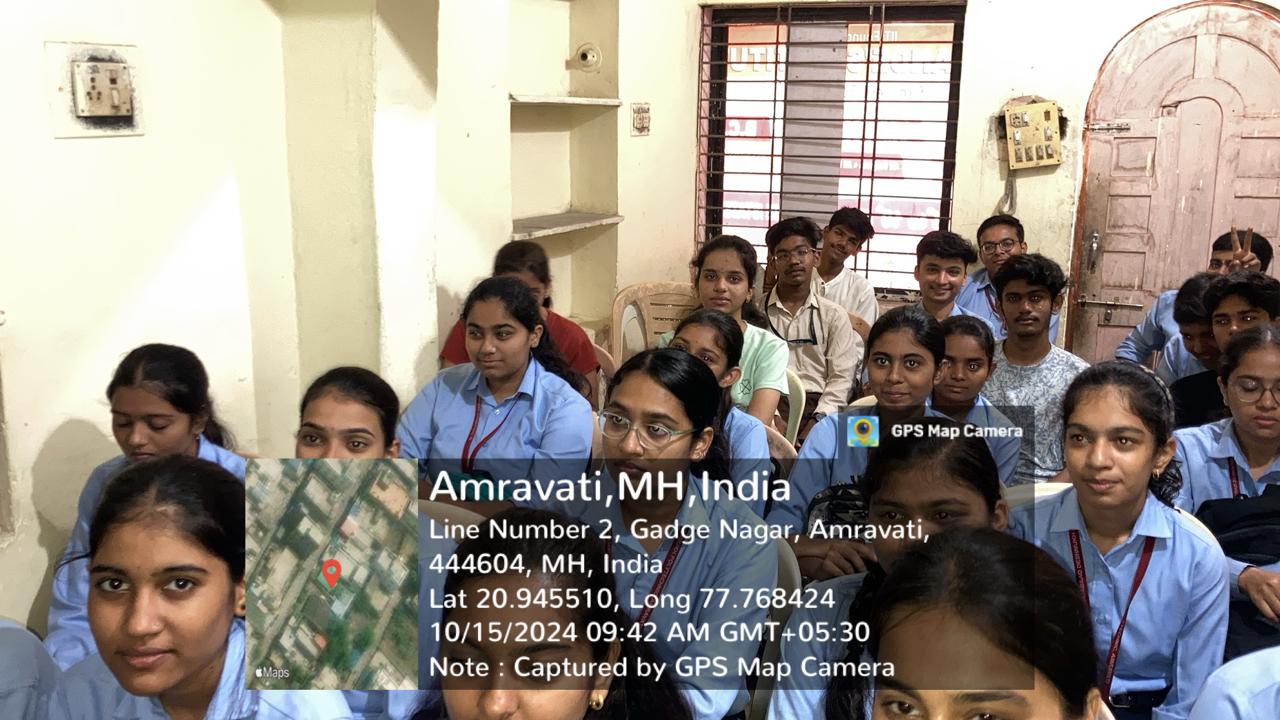 GPS Map Camera
Amravati,MH,India
Line Number 2, Gadge Nagar, Amravati,
444604, MH, India
Lat 20.945510, Long 77.768424
10/15/2024 09:42 AM GMT+05:30
Note : Captured by GPS Map Camera
Maps